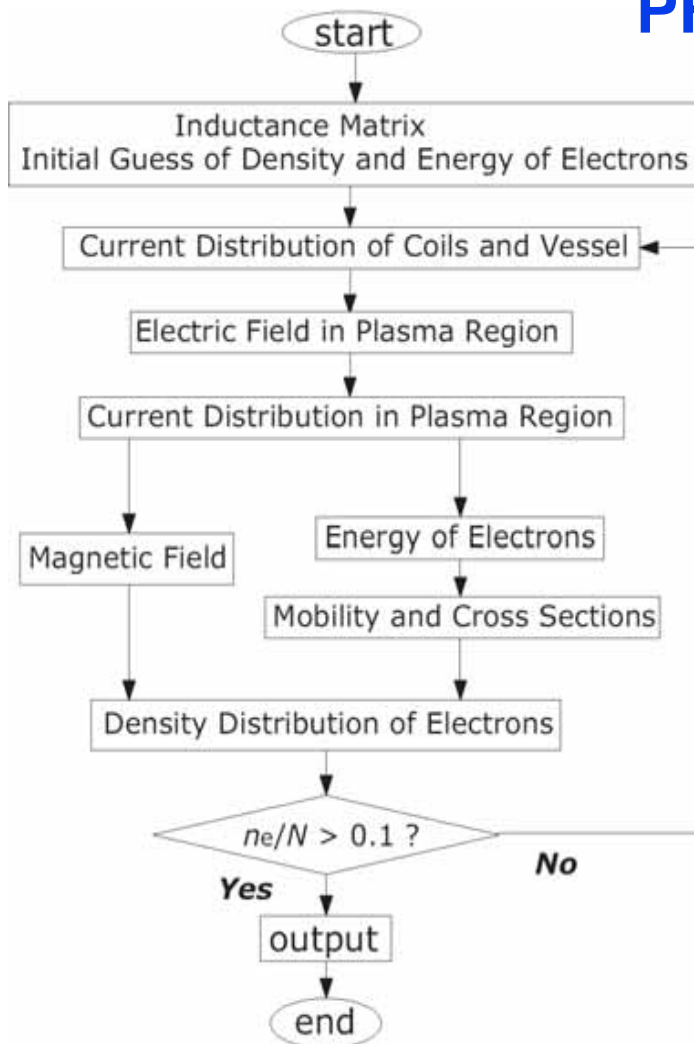 start
Inductance Matrix
Initial Guess of Density and Energy of Electrons
Current Distribution of Coils and Vessel
Electric Field in Plasma Region
Current Distribution in Plasma Region
Magnetic Field
Energy of Electrons
Mobility and Cross Sections
Density Distribution of Electrons
ne/N > 0.1 ?
Yes
No
output
end